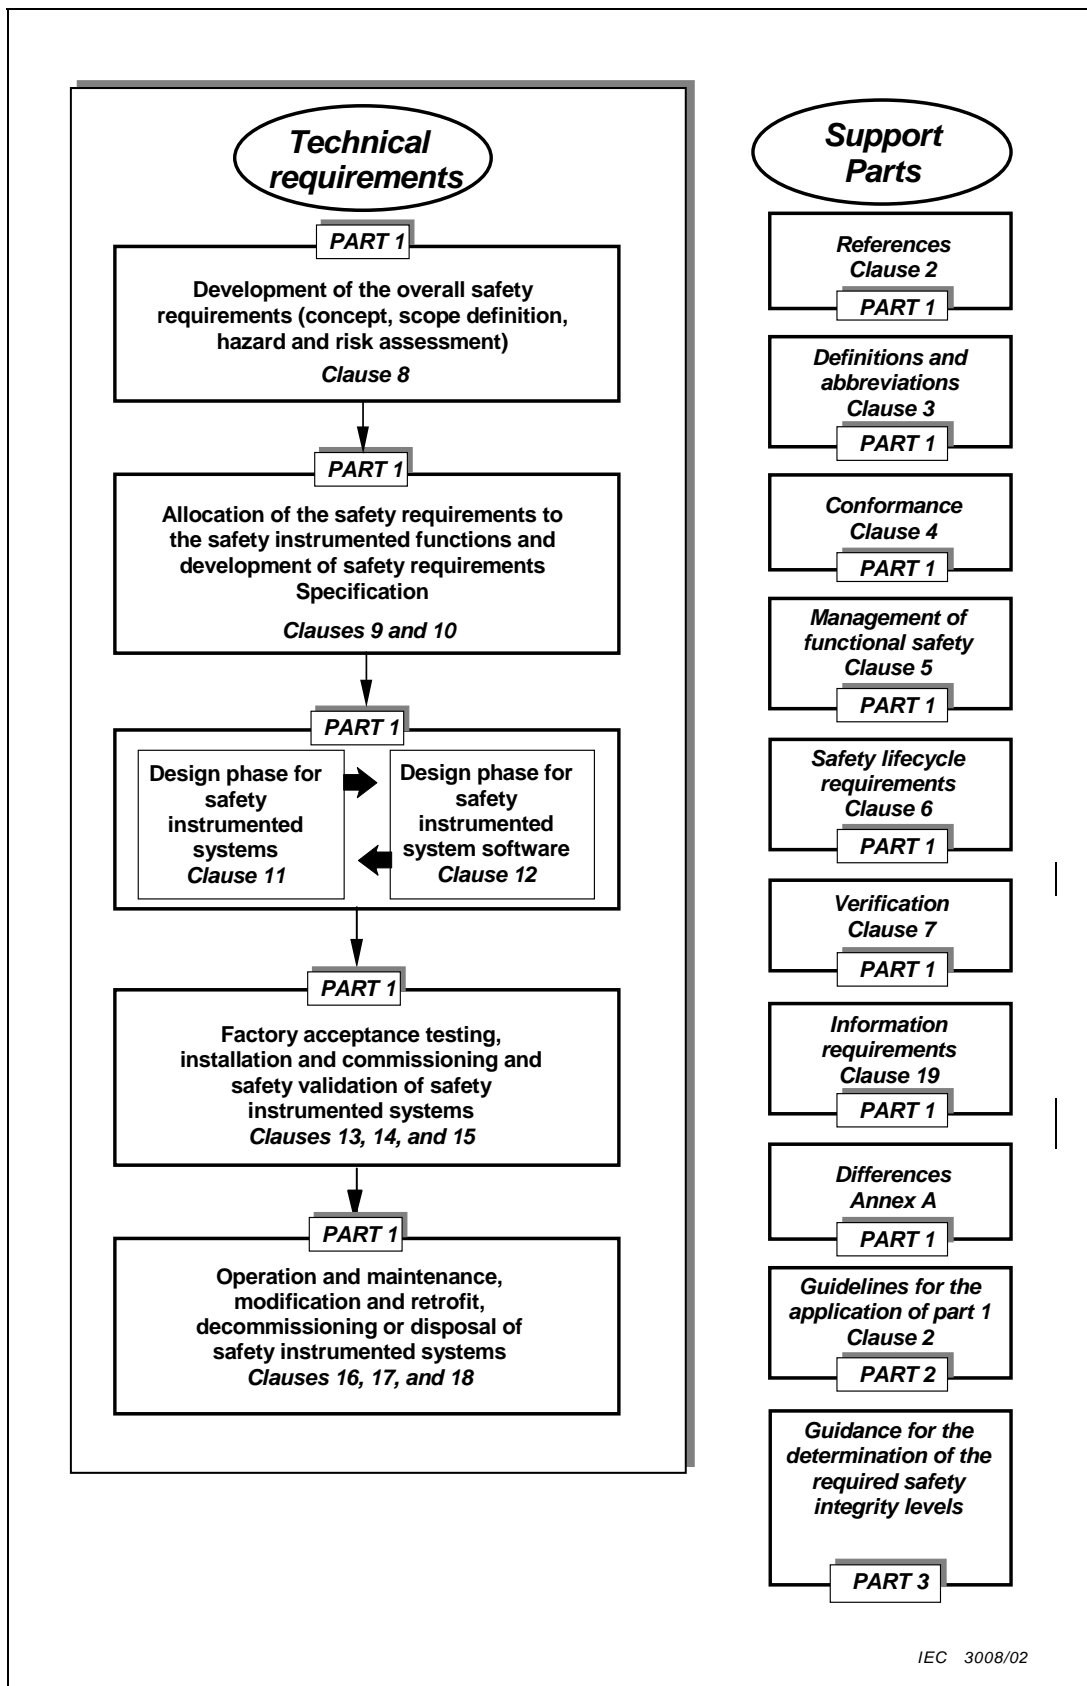 Technical
requirements
PART 1
Development of the overall safety
requirements (concept, scope definition,
hazard and risk assessment)
Clause 8
PART 1
Allocation of the safety requirements to
the safety instrumented functions and
development of safety requirements
Specification
Clauses 9 and 10
PART 1
Design phase for
safety
instrumented
systems
Clause 11
Design phase for
safety
instrumented
system software
Clause 12
PART 1
Factory acceptance testing,
installation and commissioning and
safety validation of safety
instrumented systems
Clauses 13, 14, and 15
PART 1
Operation and maintenance,
modification and retrofit,
decommissioning or disposal of
safety instrumented systems
Clauses 16, 17, and 18
Support
Parts
References
Clause 2
PART 1
Definitions and
abbreviations
Clause 3
PART 1
Conformance
Clause 4
PART 1
Management of
functional safety
Clause 5
PART 1
Safety lifecycle
requirements
Clause 6
PART 1
Verification
Clause 7
PART 1
Information
requirements
Clause 19
PART 1
Differences
Annex A
PART 1
Guidelines for the
application of part 1
Clause 2
PART 2
Guidance for the
determination of the
required safety
integrity levels
PART 3
IEC 3008/02